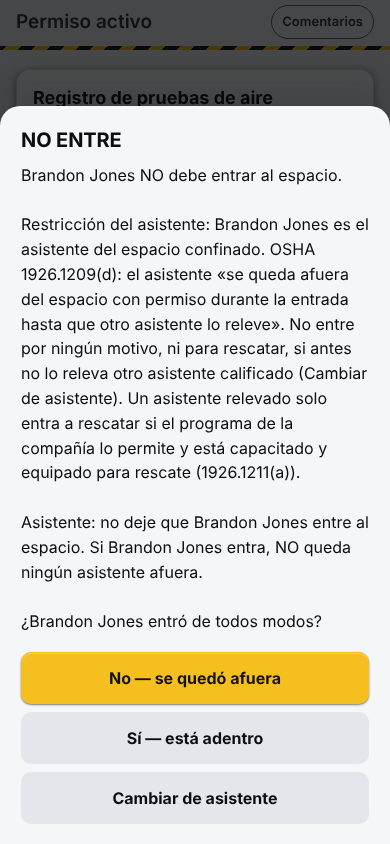 Permiso activo
Comentarios
Registro de pruebas de aire
NO ENTRE
Brandon Jones NO debe entrar al espacio.
Restricción del asistente: Brandon Jones es el
asistente del espacio confinado. OSHA
1926.1209(d): el asistente «se queda afuera
del espacio con permiso durante la entrada
hasta que otro asistente lo releve». No entre
por ningún motivo, ni para rescatar, si antes
no lo releva otro asistente calificado (Cambiar
de asistente). Un asistente relevado solo
entra a rescatar si el programa de la
compañía lo permite y está capacitado y
equipado para rescate (1926.1211(a)).
Asistente: no deje que Brandon Jones entre al
espacio. Si Brandon Jones entra, NO queda
ningún asistente afuera.
¿Brandon Jones entró de todos modos?
No — se quedó afuera
Sí — está adentro
Cambiar de asistente